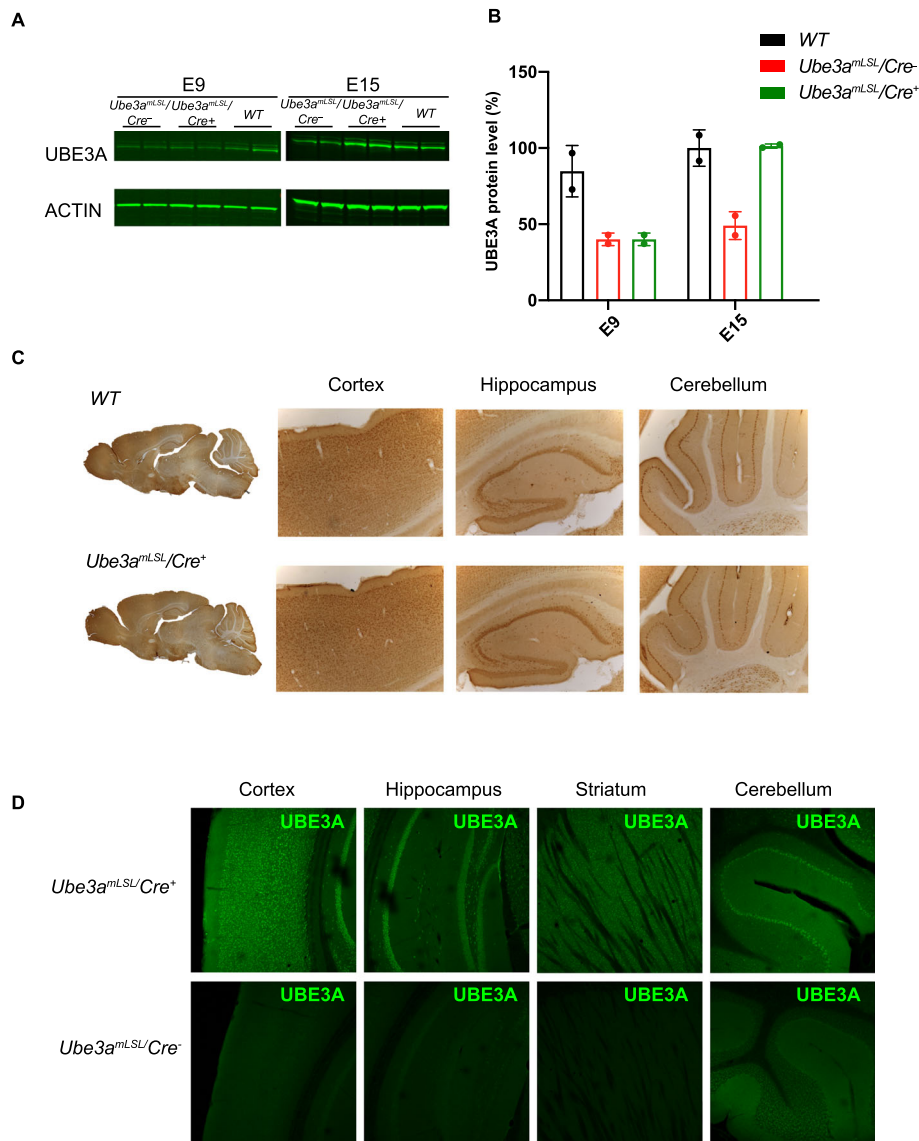 A
E9 E15
Ube3a^mLSL/ Ube3a^mLSL/ WT Ube3a^mLSL/ Ube3a^mLSL/ WT
Cre– Cre+ Cre– Cre+
UBE3A
ACTIN
B
WT
Ube3a^mLSL/Cre–
Ube3a^mLSL/Cre+
UBE3A protein level (%)
150
100
50
0
E9 E15
C
Cortex Hippocampus Cerebellum
WT
Ube3a^mLSL/Cre+
D
Cortex Hippocampus Striatum Cerebellum
Ube3a^mLSL/Cre+
UBE3A UBE3A UBE3A UBE3A
Ube3a^mLSL/Cre-
UBE3A UBE3A UBE3A UBE3A